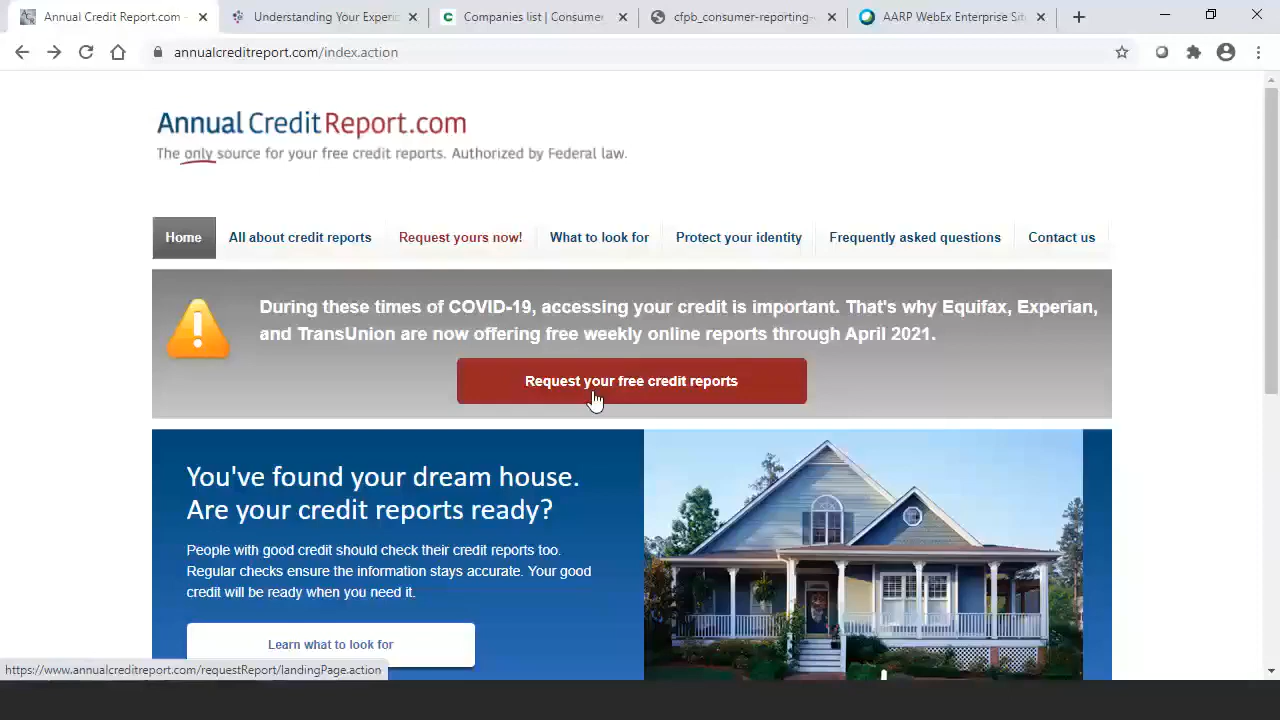 Annual Credit Report.com -
Understanding Your Experi
Companies list | Consumer
cfpb_consumer-reporting-
AARP WebEx Enterprise Sit
annualcreditreport.com/index.action
AnnualCreditReport.com
The only source for your free credit reports. Authorized by Federal law.
Home
All about credit reports
Request yours now!
What to look for
Protect your identity
Frequently asked questions
Contact us
During these times of COVID-19, accessing your credit is important. That's why Equifax, Experian,
and TransUnion are now offering free weekly online reports through April 2021.
Request your free credit reports
You've found your dream house.
Are your credit reports ready?
People with good credit should check their credit reports too.
Regular checks ensure the information stays accurate. Your good
credit will be ready when you need it.
Learn what to look for
https://www.annualcreditreport.com/requestReport/landingPage.action